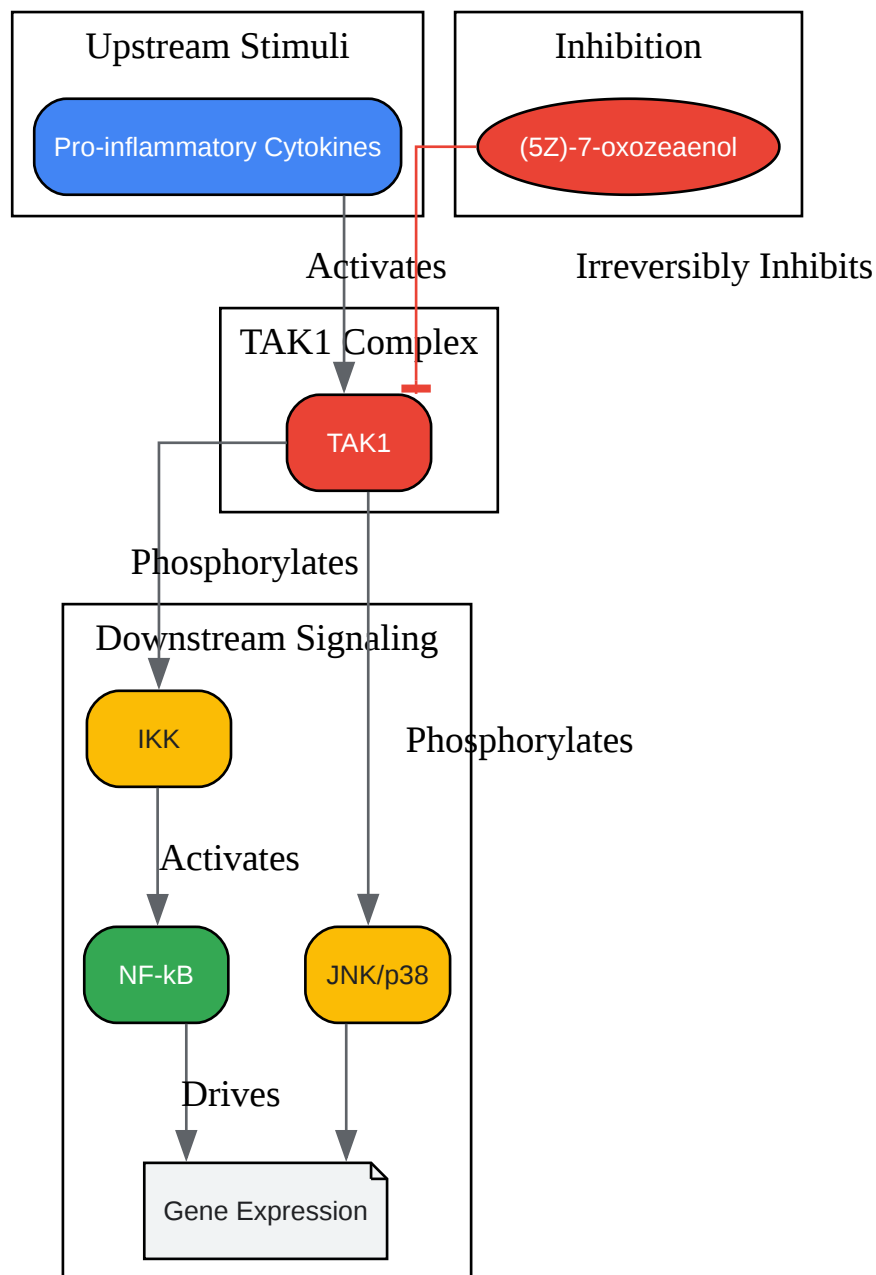 Upstream Stimuli
Inhibition
Pro-inflammatory Cytokines
(5Z)-7-oxozeaenol
Activates
Irreversibly Inhibits
TAK1 Complex
TAK1
Phosphorylates
Downstream Signaling
IKK
Phosphorylates
Activates
NF-kB
JNK/p38
Drives
Gene Expression